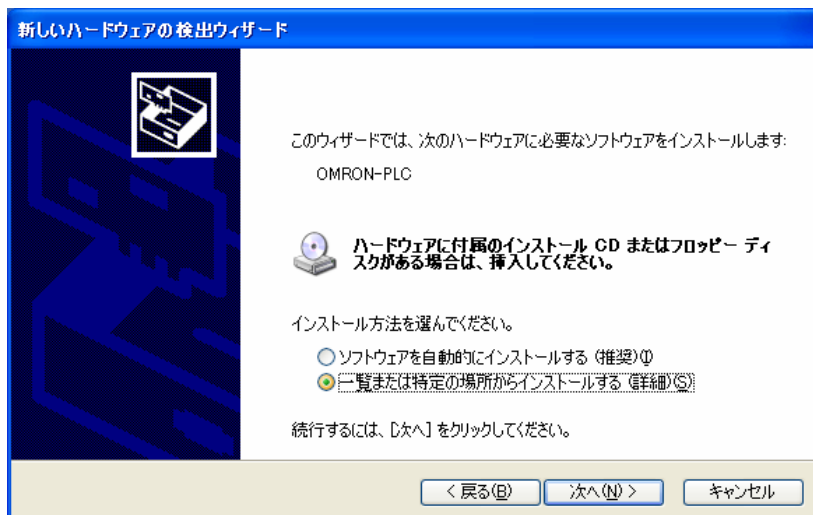 新しいハードウェアの検出ウィザード
このウィザードでは、次のハードウェアに必要なソフトウェアをインストールします:
OMRON-PLC
ハードウェアに付属のインストール CD またはフロッピー ディ
スクがある場合は、挿入してください。
インストール方法を選んでください。
ソフトウェアを自動的にインストールする (推奨)(I)
一覧または特定の場所からインストールする (詳細)(S)
続行するには、[次へ] をクリックしてください。
< 戻る(B)
次へ(N) >
キャンセル